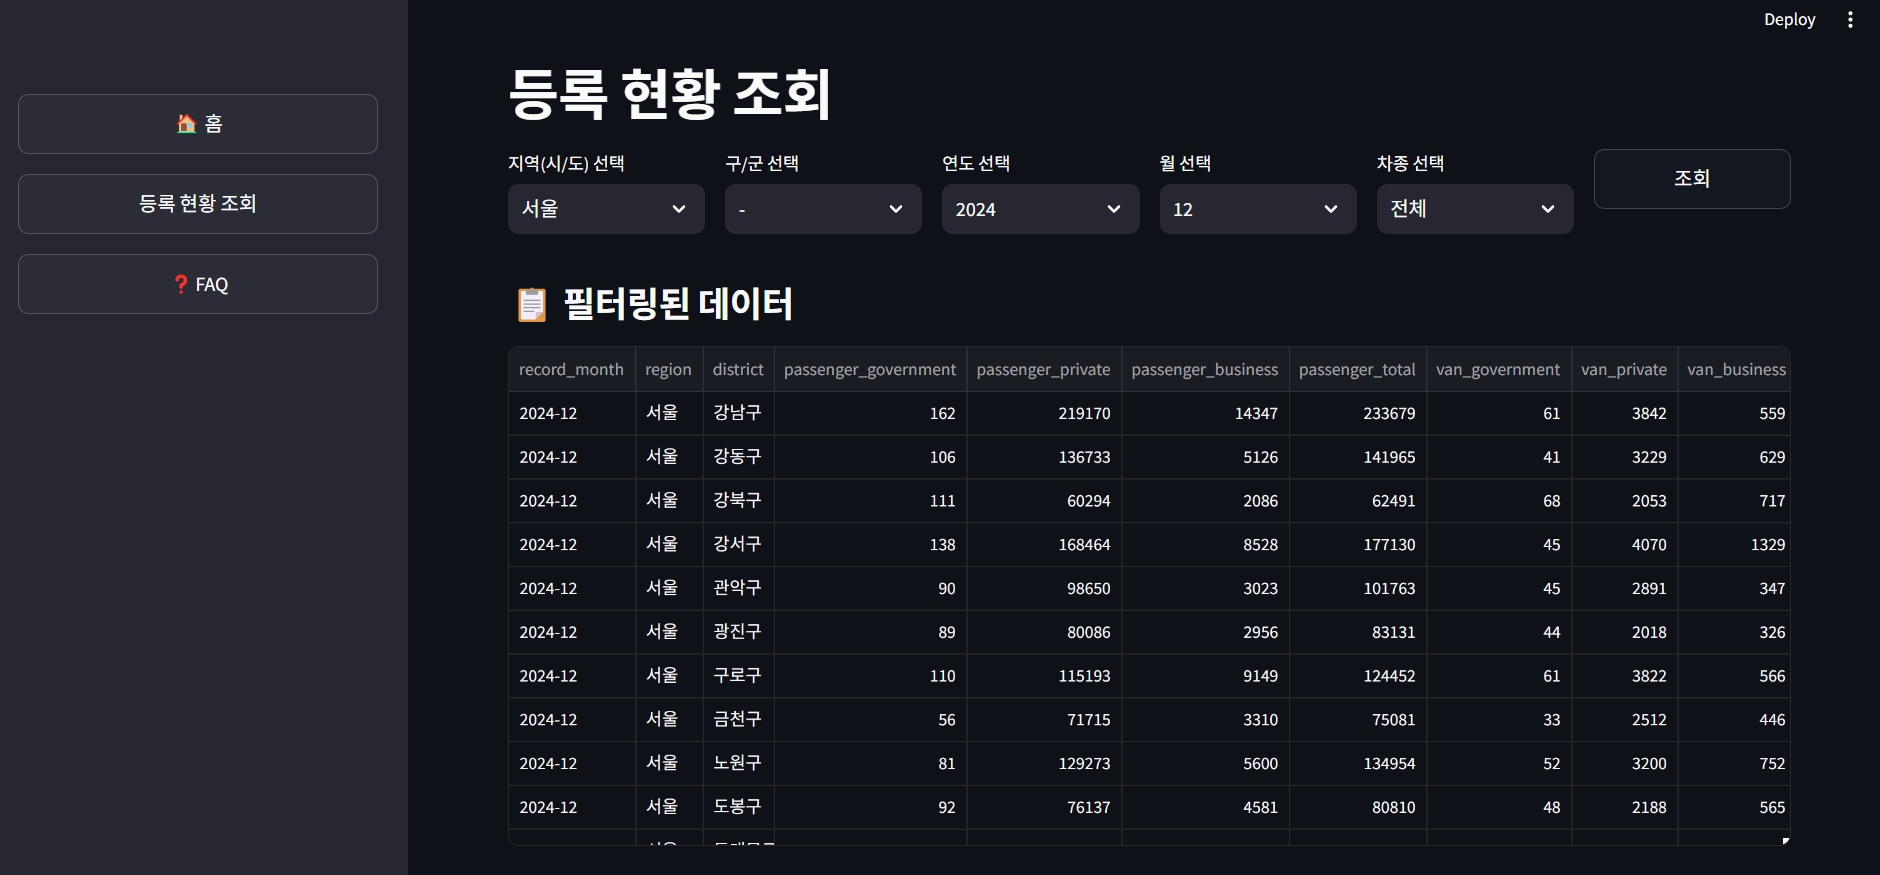 Deploy
홈
등록 현황 조회
FAQ
등록 현황 조회
지역(시/도) 선택 구/군 선택 연도 선택 월 선택 차종 선택
서울 - 2024 12 전체 조회
필터링된 데이터
record_month region district passenger_government passenger_private passenger_business passenger_total van_government van_private van_business
2024-12 서울 강남구 162 219170 14347 233679 61 3842 559
2024-12 서울 강동구 106 136733 5126 141965 41 3229 629
2024-12 서울 강북구 111 60294 2086 62491 68 2053 717
2024-12 서울 강서구 138 168464 8528 177130 45 4070 1329
2024-12 서울 관악구 90 98650 3023 101763 45 2891 347
2024-12 서울 광진구 89 80086 2956 83131 44 2018 326
2024-12 서울 구로구 110 115193 9149 124452 61 3822 566
2024-12 서울 금천구 56 71715 3310 75081 33 2512 446
2024-12 서울 노원구 81 129273 5600 134954 52 3200 752
2024-12 서울 도봉구 92 76137 4581 80810 48 2188 565